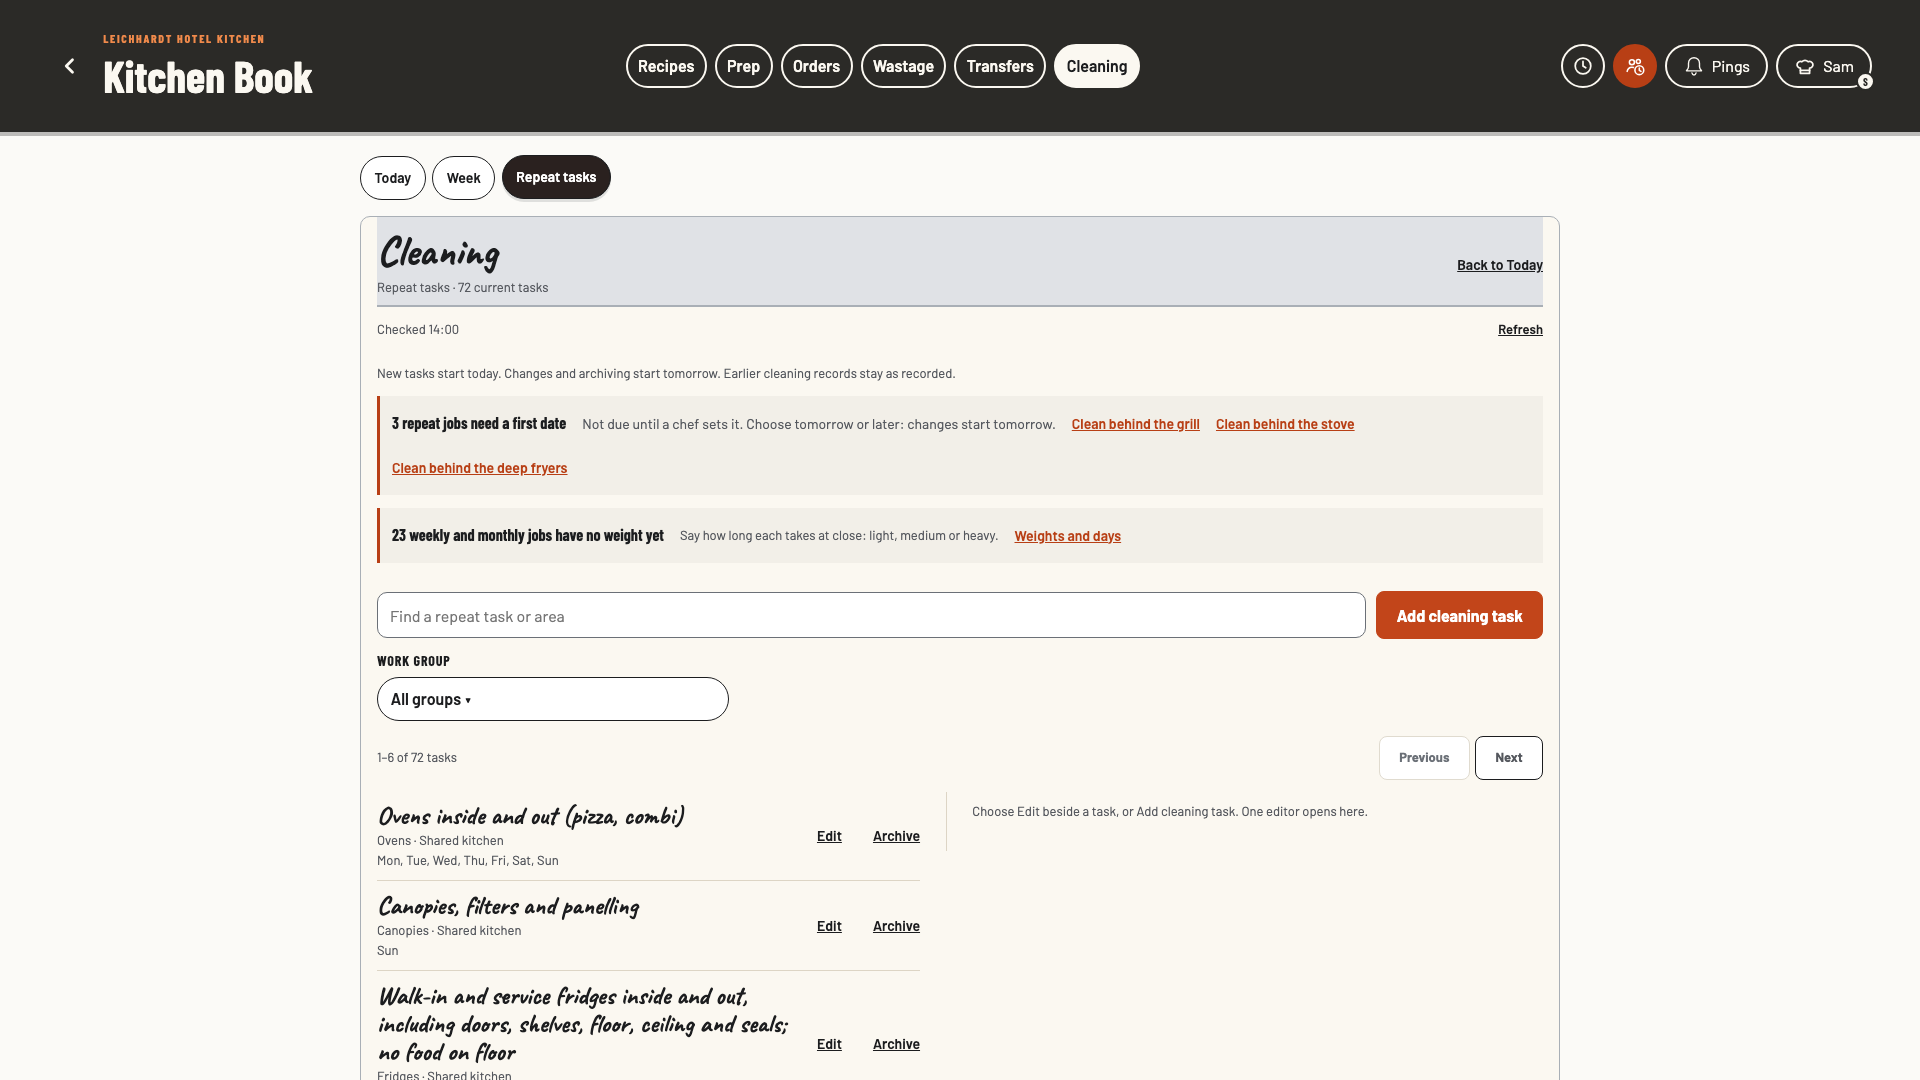 LEICHHARDT HOTEL KITCHEN
Kitchen Book
Recipes Prep Orders Wastage Transfers Cleaning
Pings Sam $
Today Week Repeat tasks
Cleaning
Repeat tasks · 72 current tasks
Back to Today
Checked 14:00 Refresh
New tasks start today. Changes and archiving start tomorrow. Earlier cleaning records stay as recorded.
3 repeat jobs need a first date Not due until a chef sets it. Choose tomorrow or later: changes start tomorrow. Clean behind the grill Clean behind the stove
Clean behind the deep fryers
23 weekly and monthly jobs have no weight yet Say how long each takes at close: light, medium or heavy. Weights and days
Find a repeat task or area Add cleaning task
WORK GROUP
All groups ▾
1–6 of 72 tasks Previous Next
Ovens inside and out (pizza, combi)
Ovens · Shared kitchen
Mon, Tue, Wed, Thu, Fri, Sat, Sun
Edit Archive
Choose Edit beside a task, or Add cleaning task. One editor opens here.
Canopies, filters and panelling
Canopies · Shared kitchen
Sun
Edit Archive
Walk-in and service fridges inside and out,
including doors, shelves, floor, ceiling and seals;
no food on floor
Edit Archive
Fridges · Shared kitchen